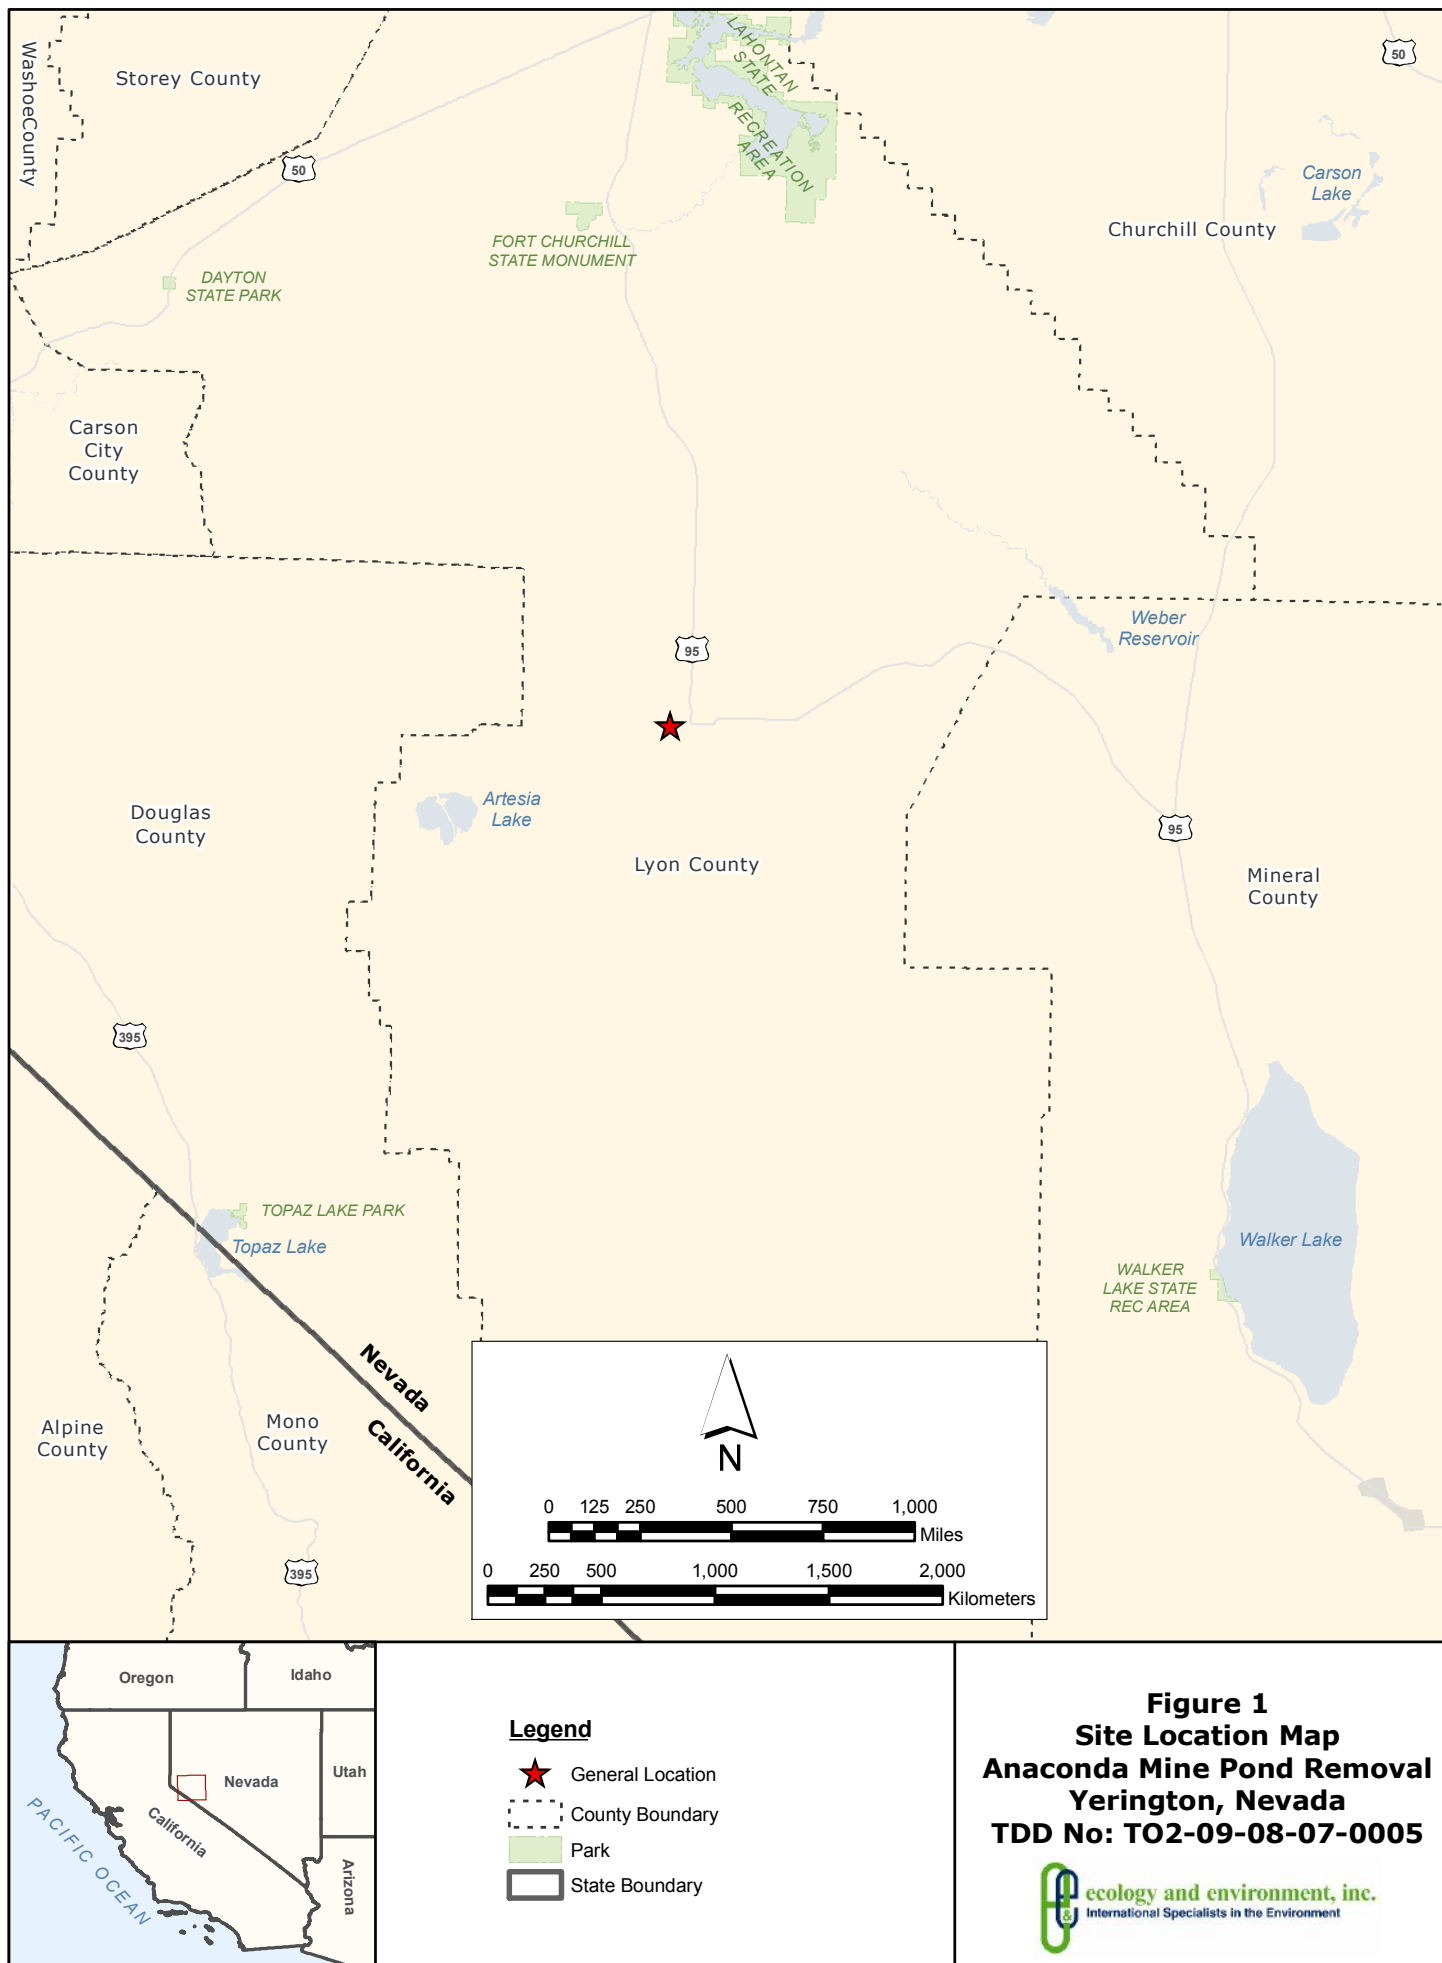 LAHONTAN
STATE
RECREATION
AREA
50
WashoeCounty
Storey County
50
Carson
Lake
Churchill County
FORT CHURCHILL
STATE MONUMENT
DAYTON
STATE PARK
Carson
City
County
Weber
Reservoir
95
Artesia
Lake
Douglas
County
95
Lyon County
Mineral
County
395
TOPAZ LAKE PARK
Topaz Lake
Walker Lake
WALKER
LAKE STATE
REC AREA
Nevada
California
Alpine
County
Mono
County
395
N
0 125 250 500 750 1,000
Miles
0 250 500 1,000 1,500 2,000
Kilometers
Oregon
Idaho
Nevada
Utah
California
Arizona
PACIFIC OCEAN
Legend
General Location
County Boundary
Park
State Boundary
Figure 1
Site Location Map
Anaconda Mine Pond Removal
Yerington, Nevada
TDD No: TO2-09-08-07-0005
&
ecology and environment, inc.
International Specialists in the Environment